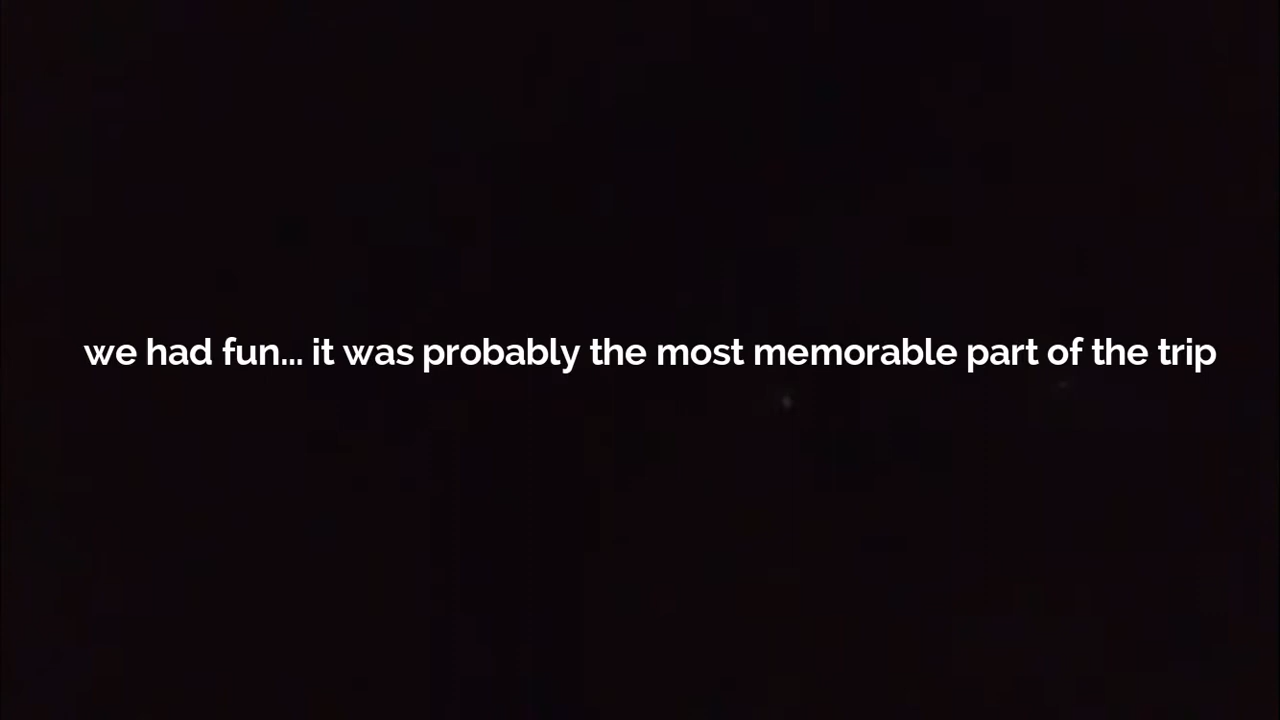 we had fun... it was probably the most memorable part of the trip